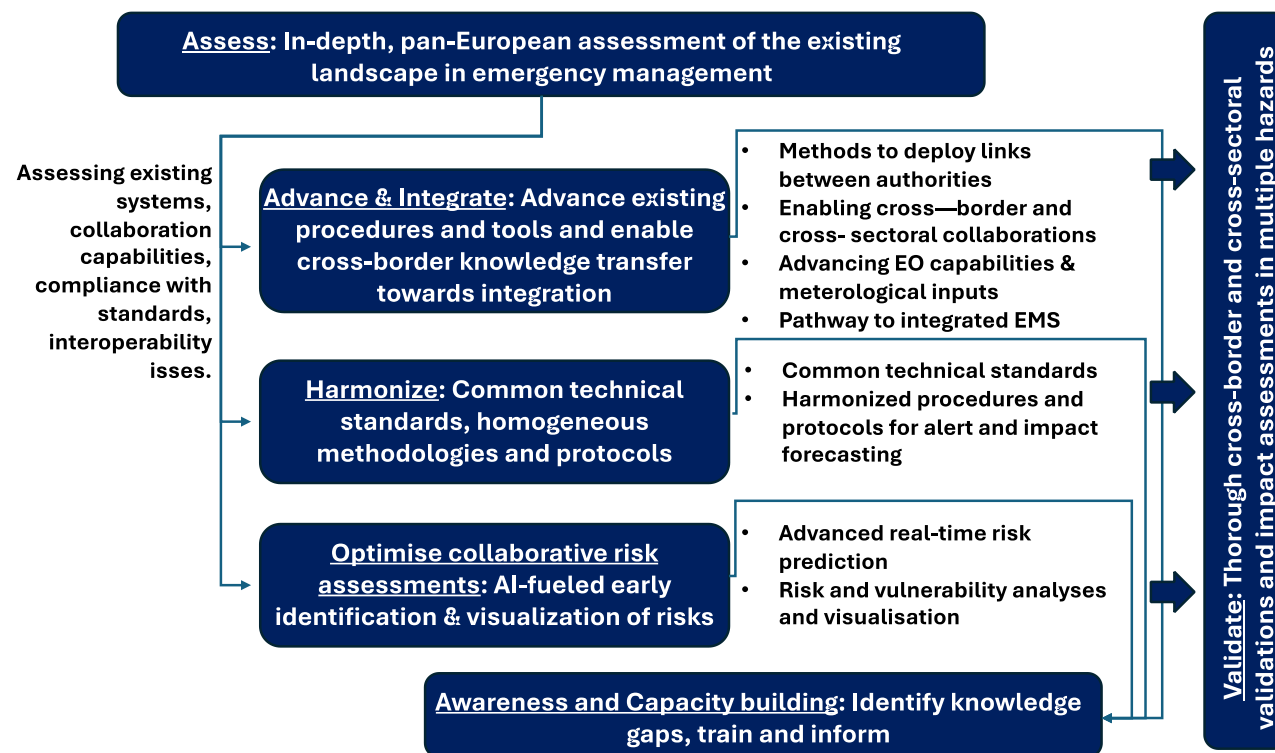 Assess: In-depth, pan-European assessment of the existing
landscape in emergency management
Assessing existing
systems,
collaboration
capabilities,
compliance with
standards,
interoperability
isses.
Advance & Integrate: Advance existing
procedures and tools and enable
cross-border knowledge transfer
towards integration
• Methods to deploy links
between authorities
• Enabling cross—border and
cross- sectoral collaborations
• Advancing EO capabilities &
meterological inputs
• Pathway to integrated EMS
Harmonize: Common technical
standards, homogeneous
methodologies and protocols
• Common technical standards
• Harmonized procedures and
protocols for alert and impact
forecasting
Optimise collaborative risk
assessments: AI-fueled early
identification & visualization of risks
• Advanced real-time risk
prediction
• Risk and vulnerability analyses
and visualisation
Awareness and Capacity building: Identify knowledge
gaps, train and inform
Validate: Thorough cross-border and cross-sectoral
validations and impact assessments in multiple hazards